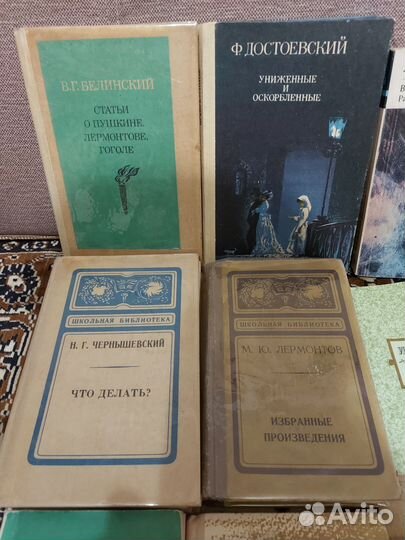 В. Г. БЕЛИНСКИЙ
СТАТЬИ
О ПУШКИНЕ,
ЛЕРМОНТОВЕ,
ГОГОЛЕ
Ф. ДОСТОЕВСКИЙ
УНИЖЕННЫЕ
И
ОСКОРБЛЕННЫЕ
ШКОЛЬНАЯ БИБЛИОТЕКА
Н. Г. ЧЕРНЫШЕВСКИЙ
ЧТО ДЕЛАТЬ?
ШКОЛЬНАЯ БИБЛИОТЕКА
М. Ю. ЛЕРМОНТОВ
ИЗБРАННЫЕ
ПРОИЗВЕДЕНИЯ
Avito